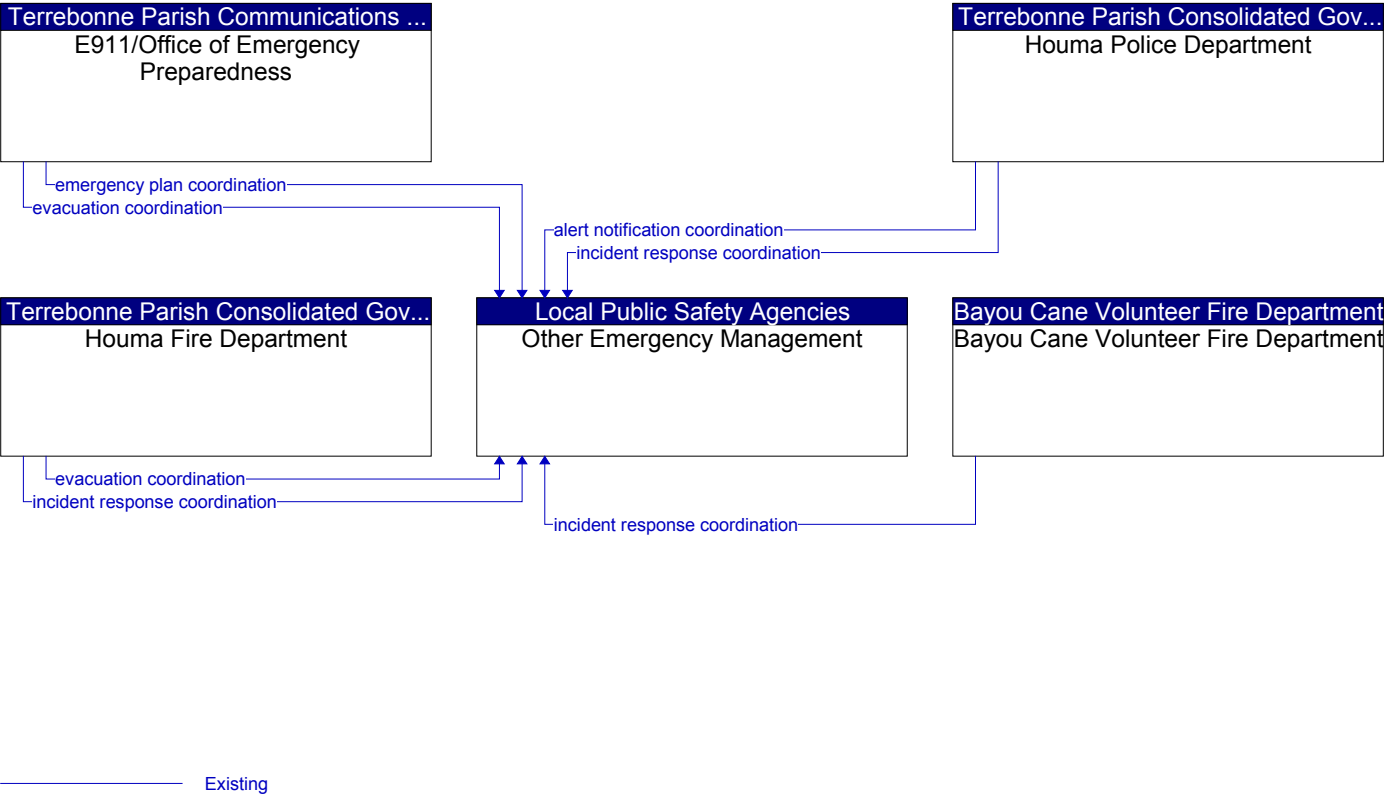 Terrebonne Parish Communications ...
E911/Office of Emergency
Preparedness
Terrebonne Parish Consolidated Gov...
Houma Police Department
emergency plan coordination
evacuation coordination
alert notification coordination
incident response coordination
Terrebonne Parish Consolidated Gov...
Houma Fire Department
Local Public Safety Agencies
Other Emergency Management
Bayou Cane Volunteer Fire Department
Bayou Cane Volunteer Fire Department
evacuation coordination
incident response coordination
incident response coordination
Existing